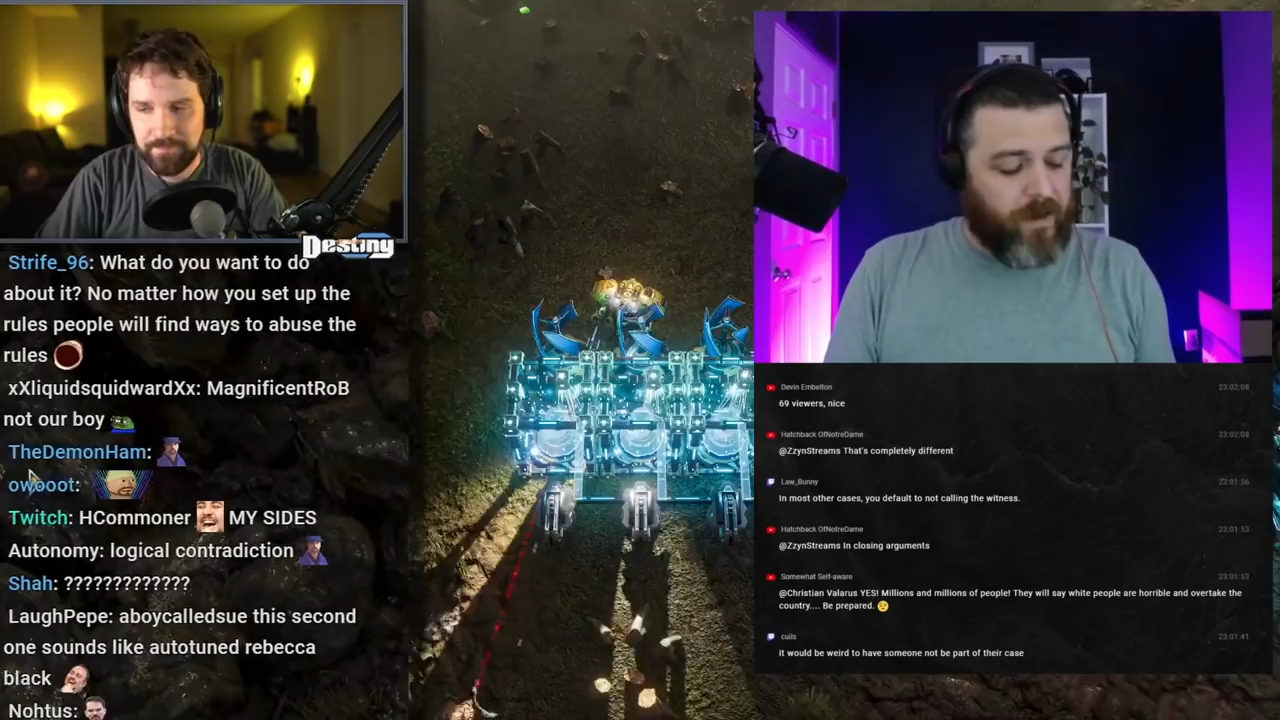 Destiny
Strife_96: What do you want to do
about it? No matter how you set up the
rules people will find ways to abuse the
rules
xXliquidsquidwardXx: MagnificentRoB
not our boy
TheDemonHam:
owooot:
Twitch: HCommoner MY SIDES
Autonomy: logical contradiction
Shah: ?????????????
LaughPepe: aboycalledsue this second
one sounds like autotuned rebecca
black
Nohtus:
Devin Embelton 23:02:08
69 viewers, nice
Hatchback OfNotreDame 23:02:08
@ZzynStreams That's completely different
Law_Bunny 23:01:56
In most other cases, you default to not calling the witness.
Hatchback OfNotreDame 23:01:53
@ZzynStreams In closing arguments
Somewhat Self-aware 23:01:53
@Christian Valarus YES! Millions and millions of people! They will say white people are horrible and overtake the
country.... Be prepared.
cuils 23:01:41
it would be weird to have someone not be part of their case